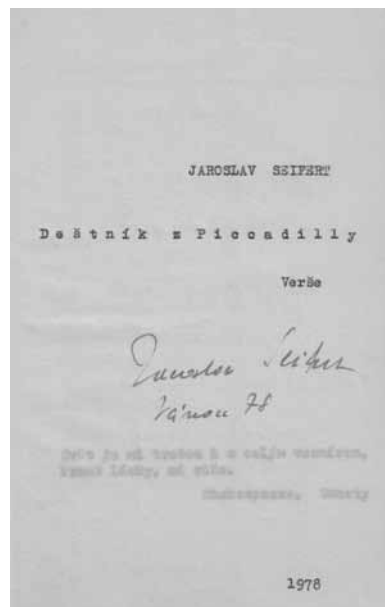 JAROSLAV SEIFERT
Deštník z Piccadilly
Verše
Jaroslav Seifert
Vánoce 78
Shakespeare, Sonety
1978